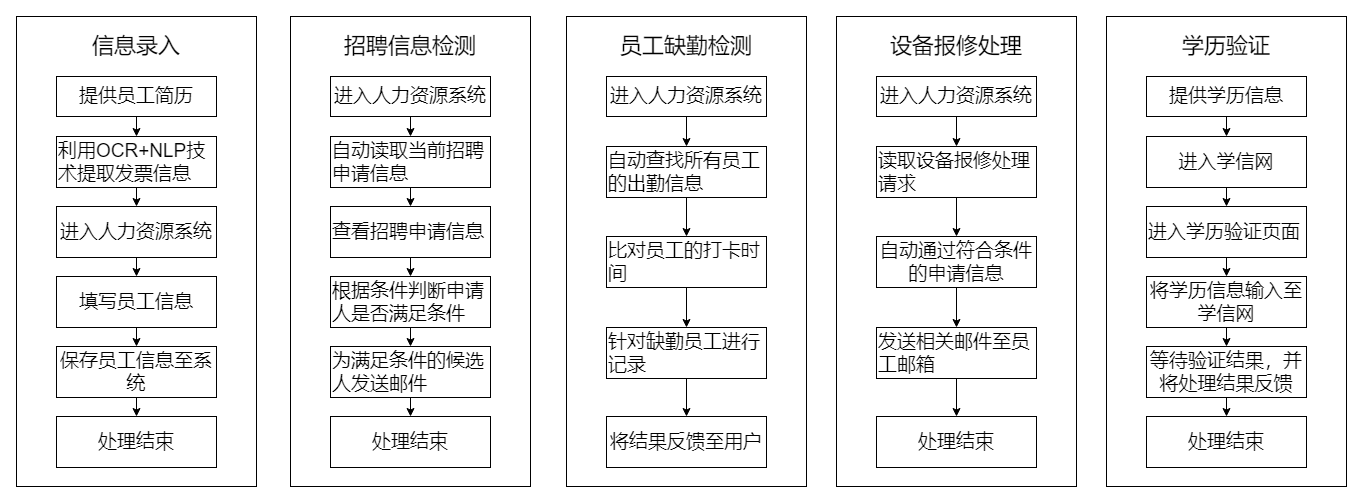 信息录入
提供员工简历
利用OCR+NLP技
术提取发票信息
进入人力资源系统
填写员工信息
保存员工信息至系
统
处理结束
招聘信息检测
进入人力资源系统
自动读取当前招聘
申请信息
查看招聘申请信息
根据条件判断申请
人是否满足条件
为满足条件的候选
人发送邮件
处理结束
员工缺勤检测
进入人力资源系统
自动查找所有员工
的出勤信息
比对员工的打卡时
间
针对缺勤员工进行
记录
将结果反馈至用户
设备报修处理
进入人力资源系统
读取设备报修处理
请求
自动通过符合条件
的申请信息
发送相关邮件至员
工邮箱
处理结束
学历验证
提供学历信息
进入学信网
进入学历验证页面
将学历信息输入至
学信网
等待验证结果，并
将处理结果反馈
处理结束